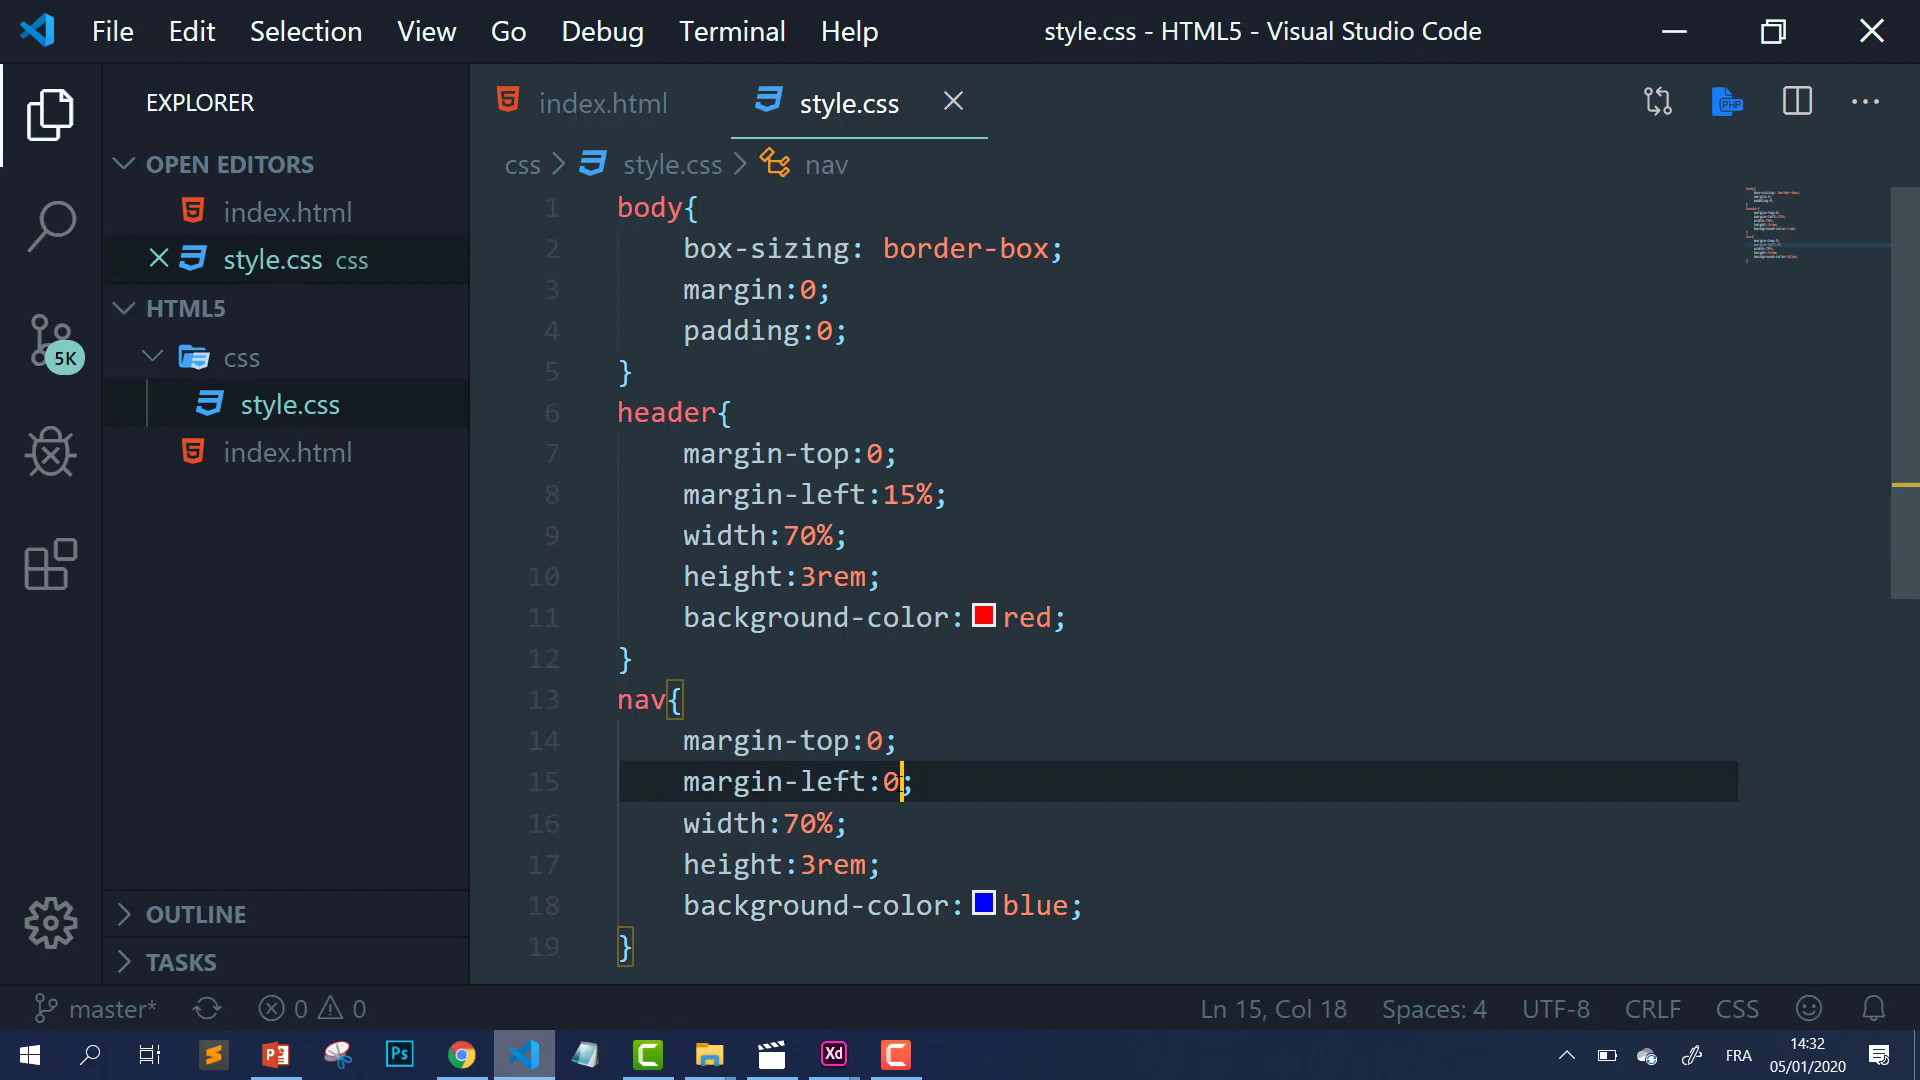 File Edit Selection View Go Debug Terminal Help style.css - HTML5 - Visual Studio Code
EXPLORER
OPEN EDITORS
index.html
style.css css
HTML5
css
style.css
index.html
OUTLINE
TASKS
5K
index.html style.css
PHP
css style.css nav
1 body{
2 box-sizing: border-box;
3 margin:0;
4 padding:0;
5 }
6 header{
7 margin-top:0;
8 margin-left:15%;
9 width:70%;
10 height:3rem;
11 background-color:red;
12 }
13 nav{
14 margin-top:0;
15 margin-left:0;
16 width:70%;
17 height:3rem;
18 background-color:blue;
19 }
master* 0 0 Ln 15, Col 18 Spaces: 4 UTF-8 CRLF CSS
Ps Xd FRA 14:32
05/01/2020